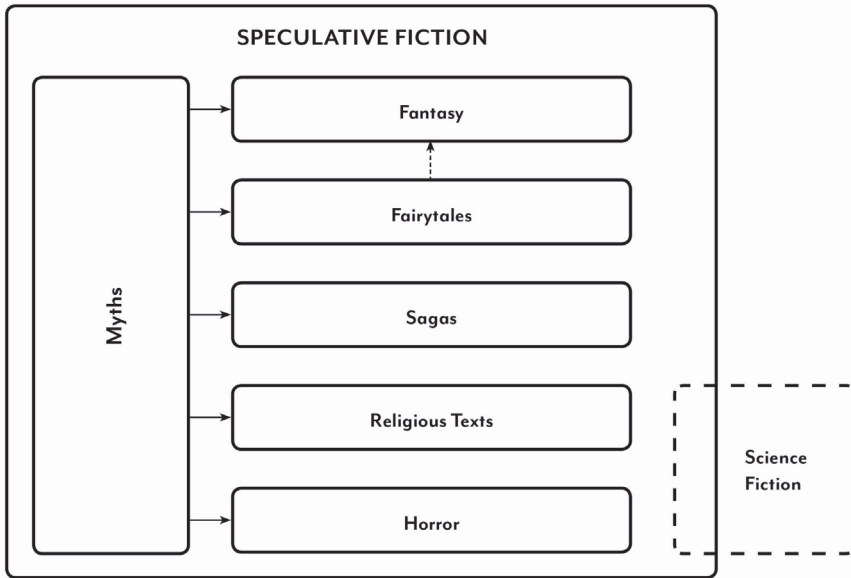 SPECULATIVE FICTION
Myths
Fantasy
Fairytales
Sagas
Religious Texts
Horror
Science
Fiction